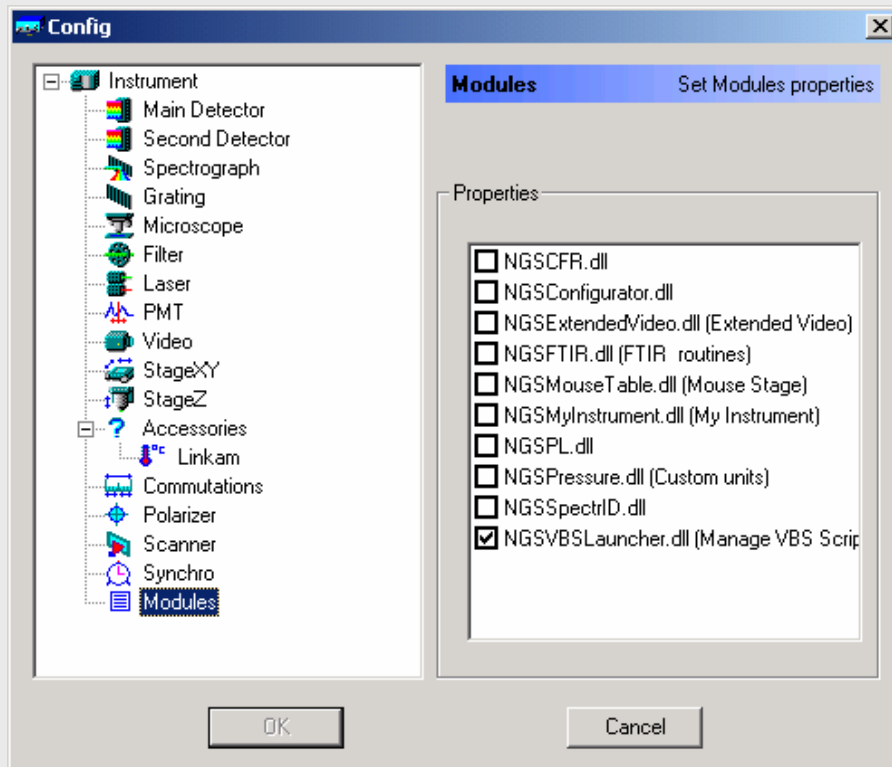 Config
Instrument
Main Detector
Second Detector
Spectrograph
Grating
Microscope
Filter
Laser
PMT
Video
StageXY
StageZ
Accessories
°C
Linkam
Commutations
Polarizer
Scanner
Synchro
Modules
Modules Set Modules properties
Properties
NGSCFR.dll
NGSConfigurator.dll
NGSExtendedVideo.dll (Extended Video)
NGSFTIR.dll (FTIR routines)
NGSMouseTable.dll (Mouse Stage)
NGSMyInstrument.dll (My Instrument)
NGSPL.dll
NGSPressure.dll (Custom units)
NGSSpectrID.dll
NGSVBSLauncher.dll (Manage VBS Scrip
OK Cancel